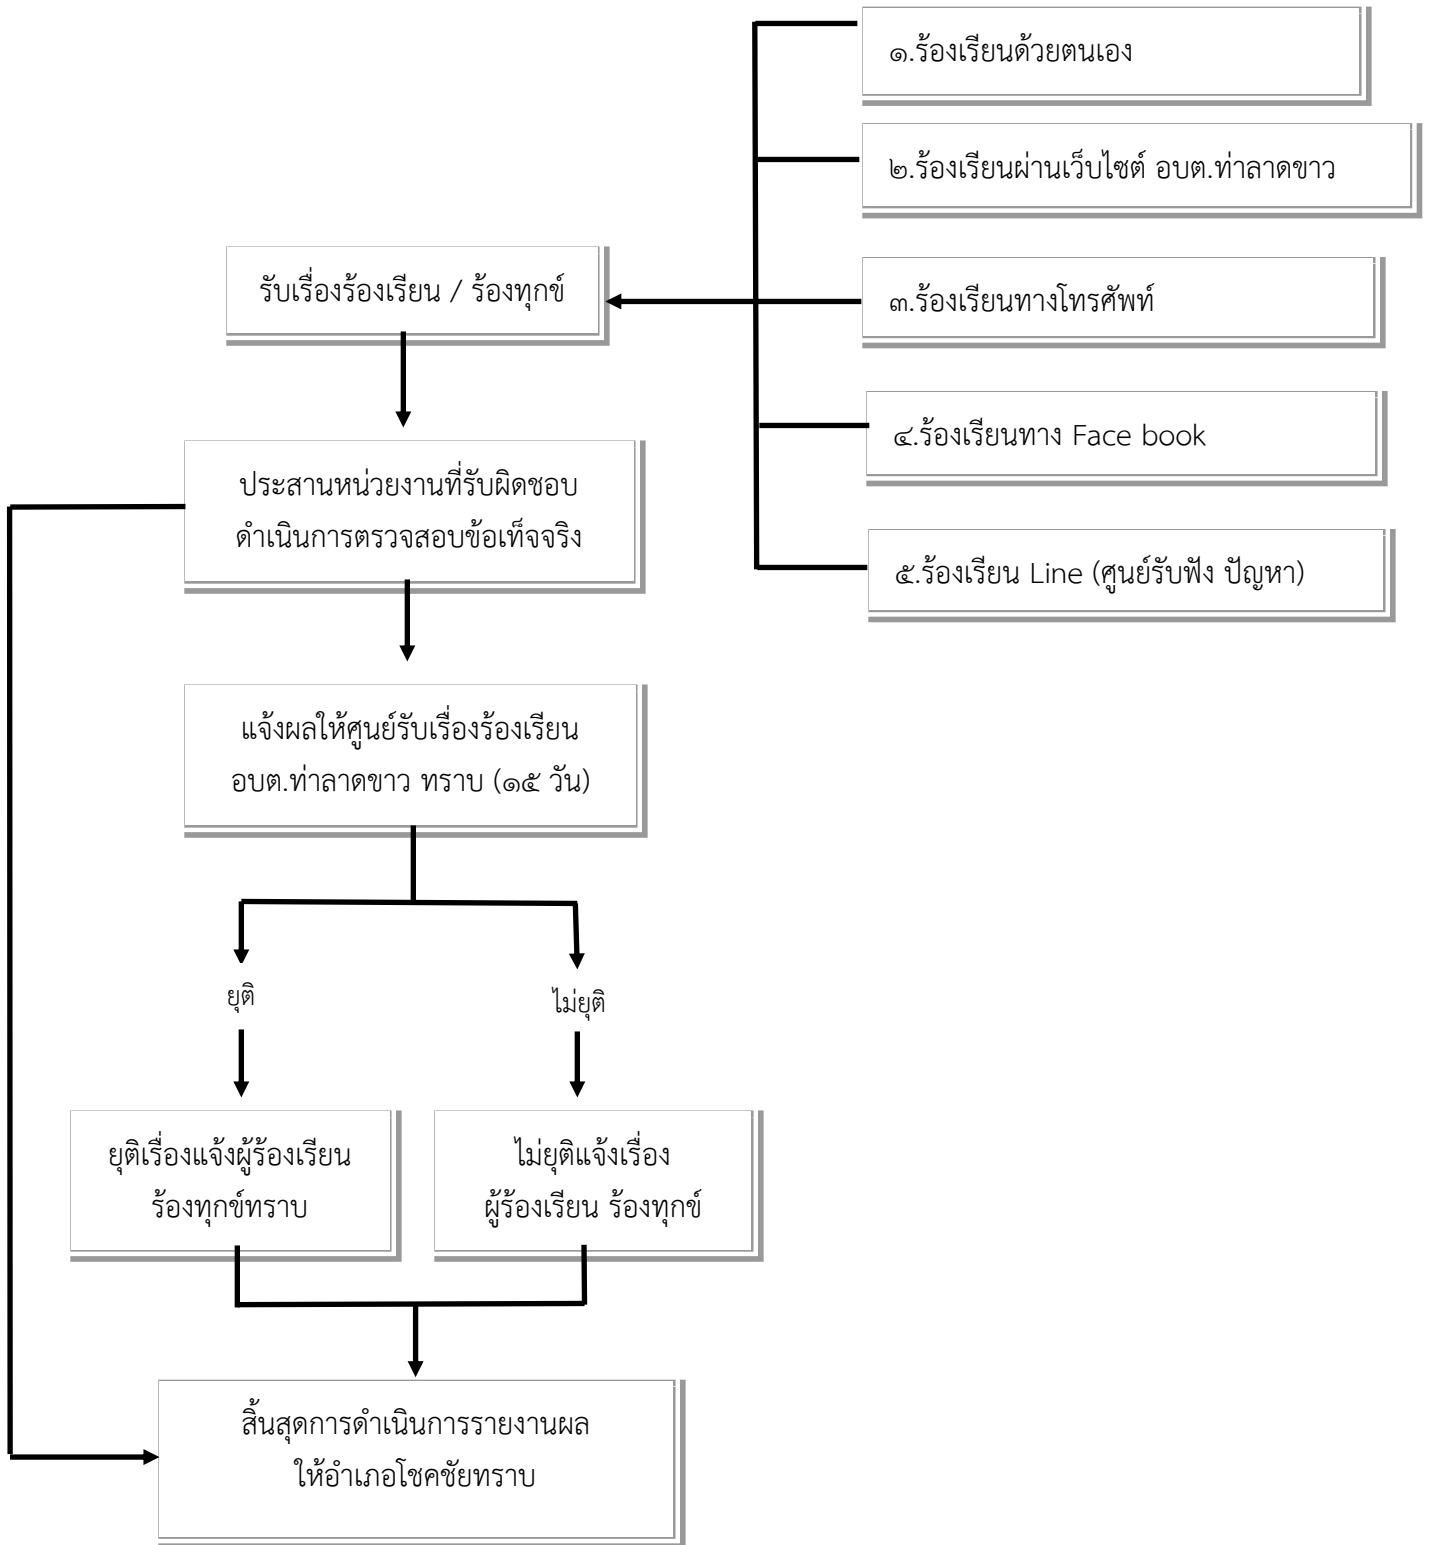 ๑.ร้องเรียนด้วยตนเอง
๒.ร้องเรียนผ่านเว็บไซต์ อบต.ท่าลาดขาว
รับเรื่องร้องเรียน / ร้องทุกข์
๓.ร้องเรียนทางโทรศัพท์
๔.ร้องเรียนทาง Face book
ประสานหน่วยงานที่รับผิดชอบ
ดำเนินการตรวจสอบข้อเท็จจริง
๕.ร้องเรียน Line (ศูนย์รับฟัง ปัญหา)
แจ้งผลให้ศูนย์รับเรื่องร้องเรียน
อบต.ท่าลาดขาว ทราบ (๑๕ วัน)
ยุติ
ไม่ยุติ
ยุติเรื่องแจ้งผู้ร้องเรียน
ร้องทุกข์ทราบ
ไม่ยุติแจ้งเรื่อง
ผู้ร้องเรียน ร้องทุกข์
สิ้นสุดการดำเนินการรายงานผล
ให้อำเภอโชคชัยทราบ